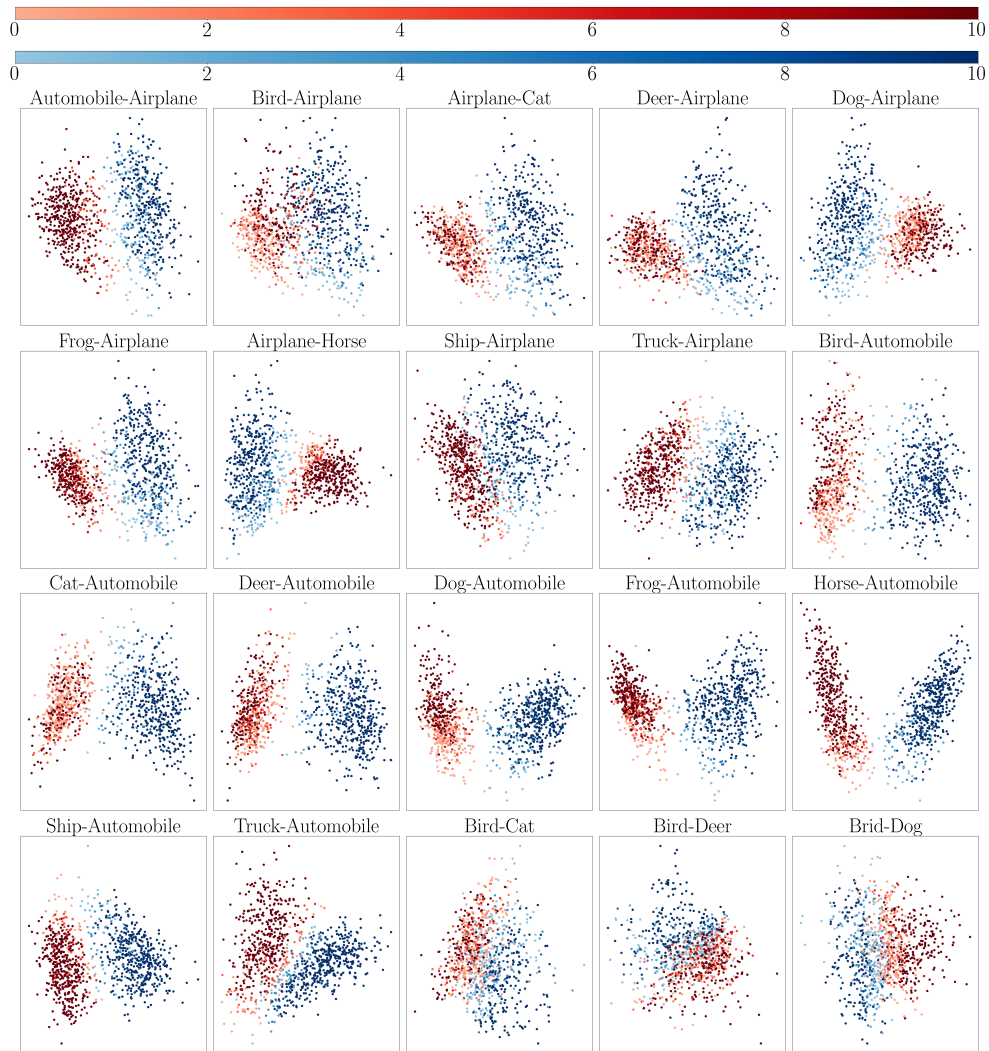 0 2 4 6 8 10
0 2 4 6 8 10
Automobile-Airplane Bird-Airplane Airplane-Cat Deer-Airplane Dog-Airplane
Frog-Airplane Airplane-Horse Ship-Airplane Truck-Airplane Bird-Automobile
Cat-Automobile Deer-Automobile Dog-Automobile Frog-Automobile Horse-Automobile
Ship-Automobile Truck-Automobile Bird-Cat Bird-Deer Brid-Dog